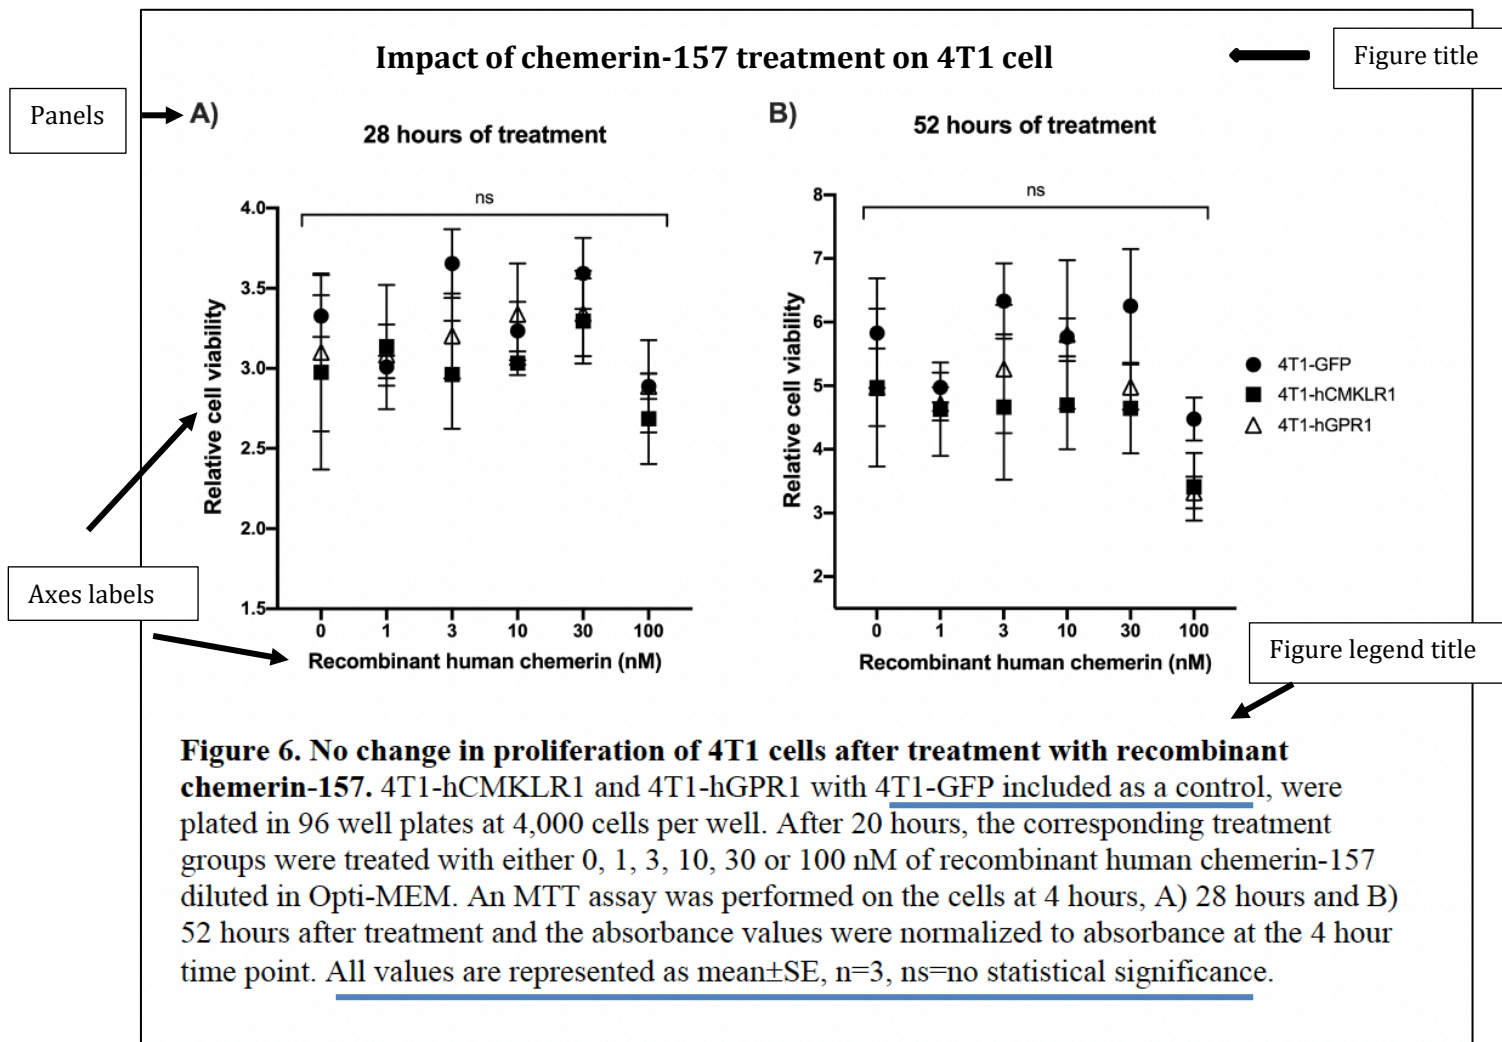 Impact of chemerin-157 treatment on 4T1 cell
Figure title
Panels
A)
28 hours of treatment
ns
4.0
3.5
3.0
2.5
2.0
1.5
Relative cell viability
0 1 3 10 30 100
Recombinant human chemerin (nM)
B)
52 hours of treatment
ns
8
7
6
5
4
3
2
Relative cell viability
0 1 3 10 30 100
Recombinant human chemerin (nM)
4T1-GFP
4T1-hCMKLR1
4T1-hGPR1
Axes labels
Figure legend title
Figure 6. No change in proliferation of 4T1 cells after treatment with recombinant
chemerin-157. 4T1-hCMKLR1 and 4T1-hGPR1 with 4T1-GFP included as a control, were
plated in 96 well plates at 4,000 cells per well. After 20 hours, the corresponding treatment
groups were treated with either 0, 1, 3, 10, 30 or 100 nM of recombinant human chemerin-157
diluted in Opti-MEM. An MTT assay was performed on the cells at 4 hours, A) 28 hours and B)
52 hours after treatment and the absorbance values were normalized to absorbance at the 4 hour
time point. All values are represented as mean±SE, n=3, ns=no statistical significance.